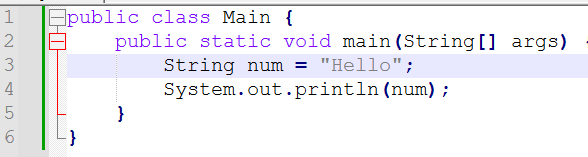 1 public class Main {
2 public static void main(String[] args) {
3 String num = "Hello";
4 System.out.println(num);
5 }
6 }